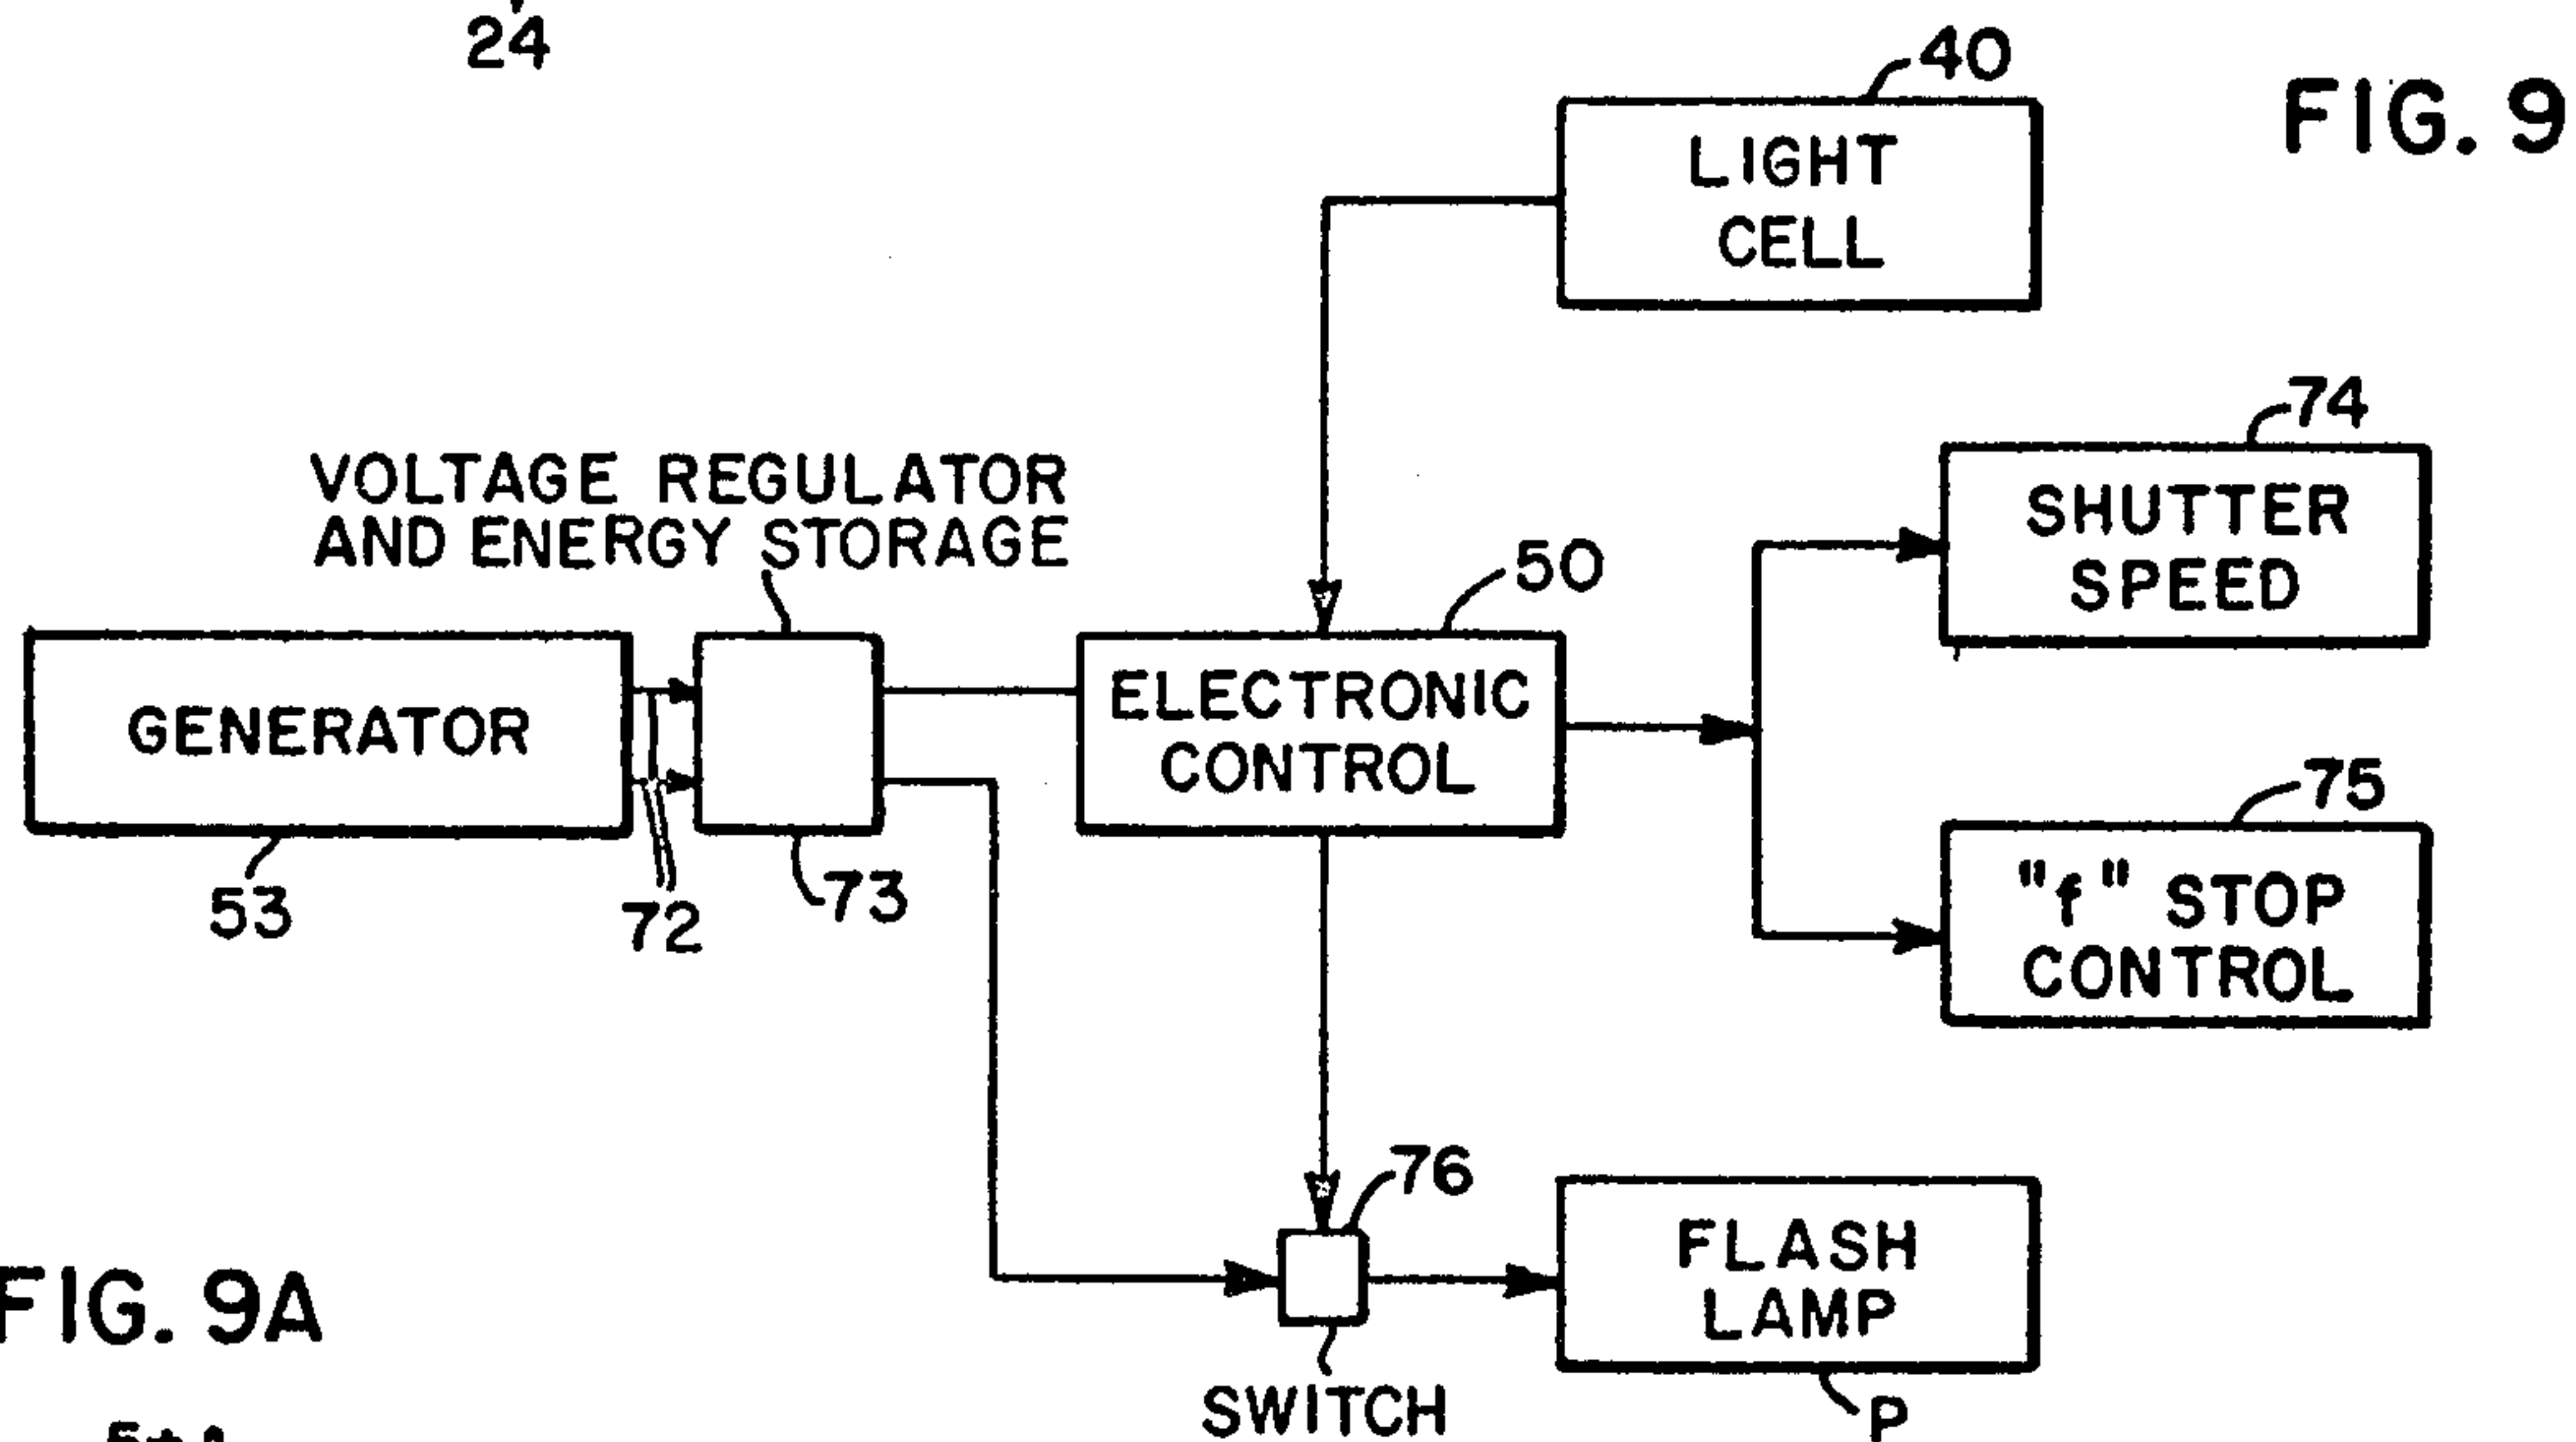 24
40
FIG. 9
LIGHT
CELL
74
VOLTAGE REGULATOR
AND ENERGY STORAGE
SHUTTER
SPEED
50
GENERATOR
ELECTRONIC
CONTROL
75
53
72
73
"f" STOP
CONTROL
76
FLASH
LAMP
FIG. 9A
SWITCH
P